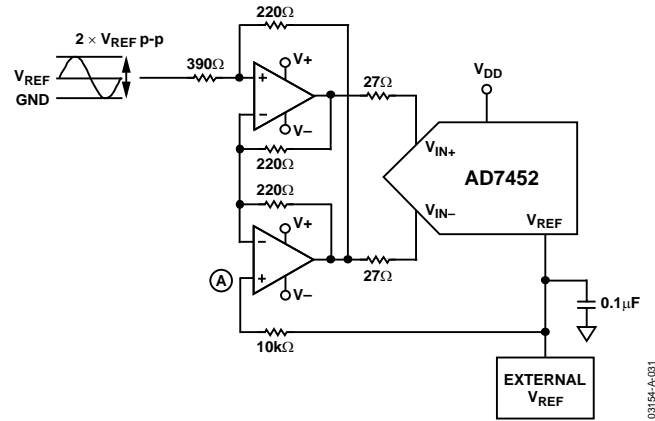 2 × VREF p-p
VREF
GND
390Ω
220Ω
V+
+
–
V–
220Ω
27Ω
VDD
VIN+
AD7452
VIN–
VREF
220Ω
V+
–
+
A
V–
27Ω
10kΩ
0.1µF
EXTERNAL
VREF
03154-A-031